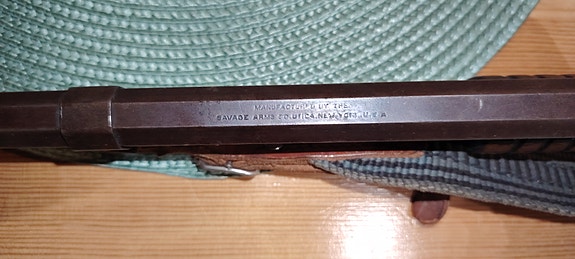 MANUFACTURED BY THE
SAVAGE ARMS CO. UTICA. NEW YORK. U.S.A